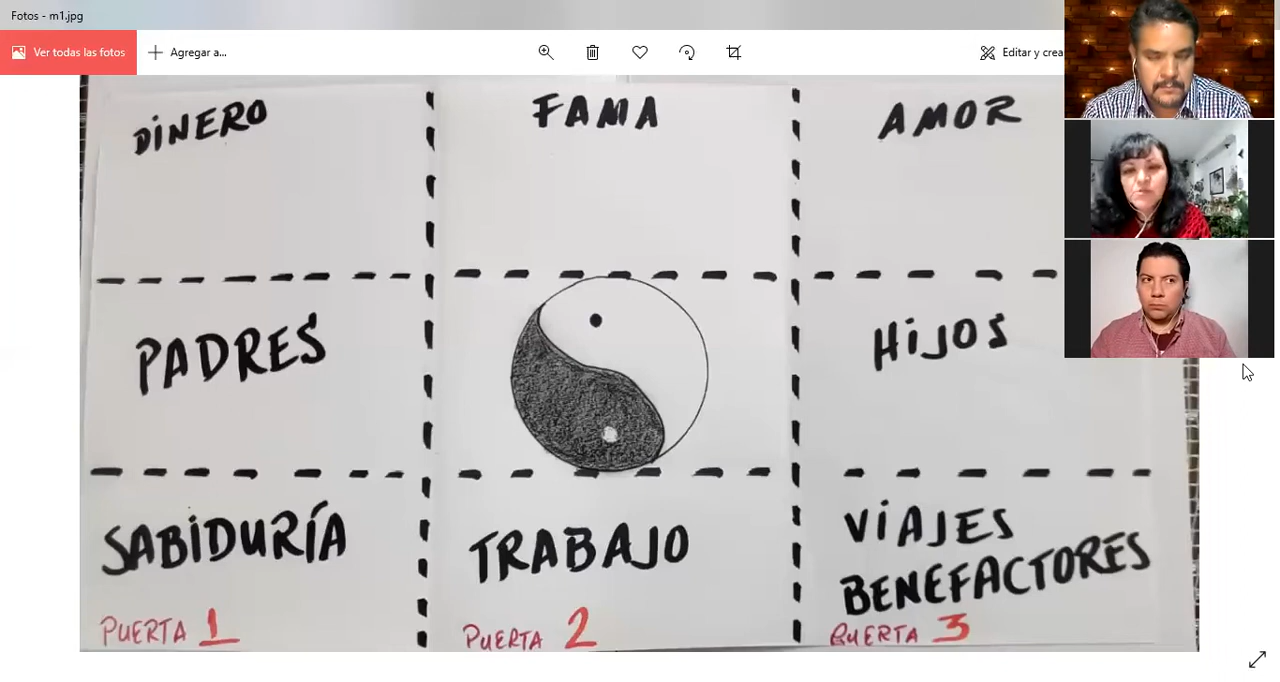 Fotos - m1.jpg
Ver todas las fotos
Agregar a...
Editar y crea
DiNERO
FAMA
AMOR
PADRES
HiJOS
SABiDURÍA
TRABAJO
ViAJES
BENEFACTORES
PUERTA 1
PUERTA 2
PUERTA 3